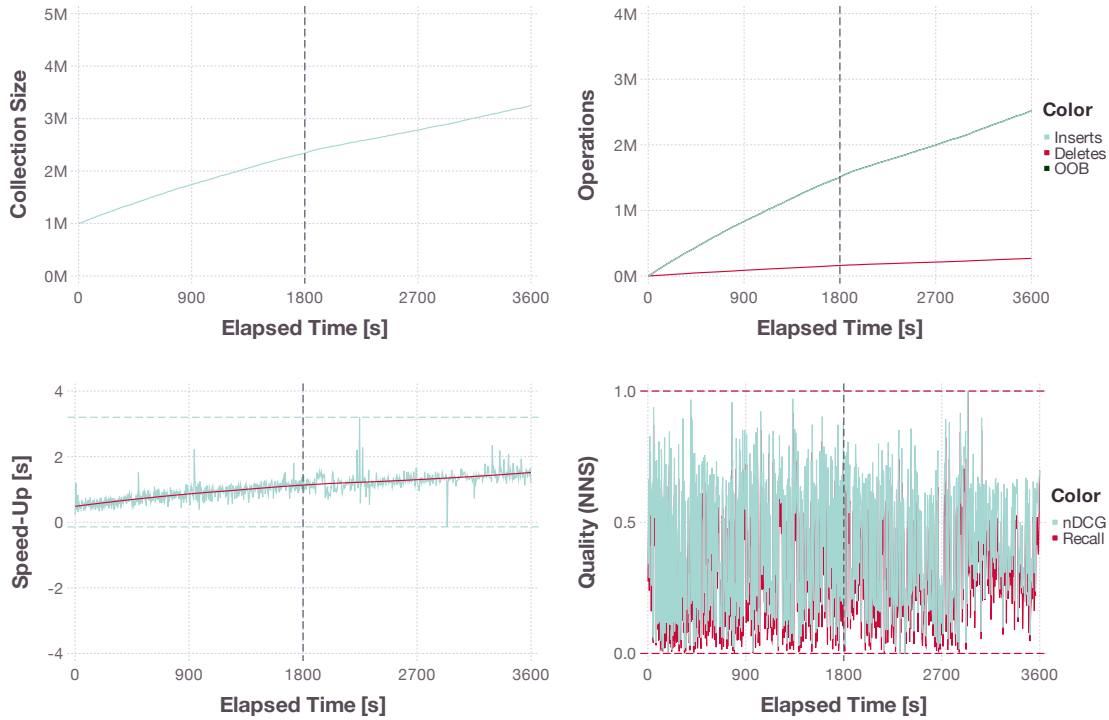 5M
4M
3M
2M
1M
0M
Collection Size
0 900 1800 2700 3600
Elapsed Time [s]
4M
3M
2M
1M
0M
Operations
0 900 1800 2700 3600
Elapsed Time [s]
Color
Inserts
Deletes
OOB
4
2
0
-2
-4
Speed-Up [s]
0 900 1800 2700 3600
Elapsed Time [s]
1.0
0.5
0.0
Quality (NNS)
0 900 1800 2700 3600
Elapsed Time [s]
Color
nDCG
Recall